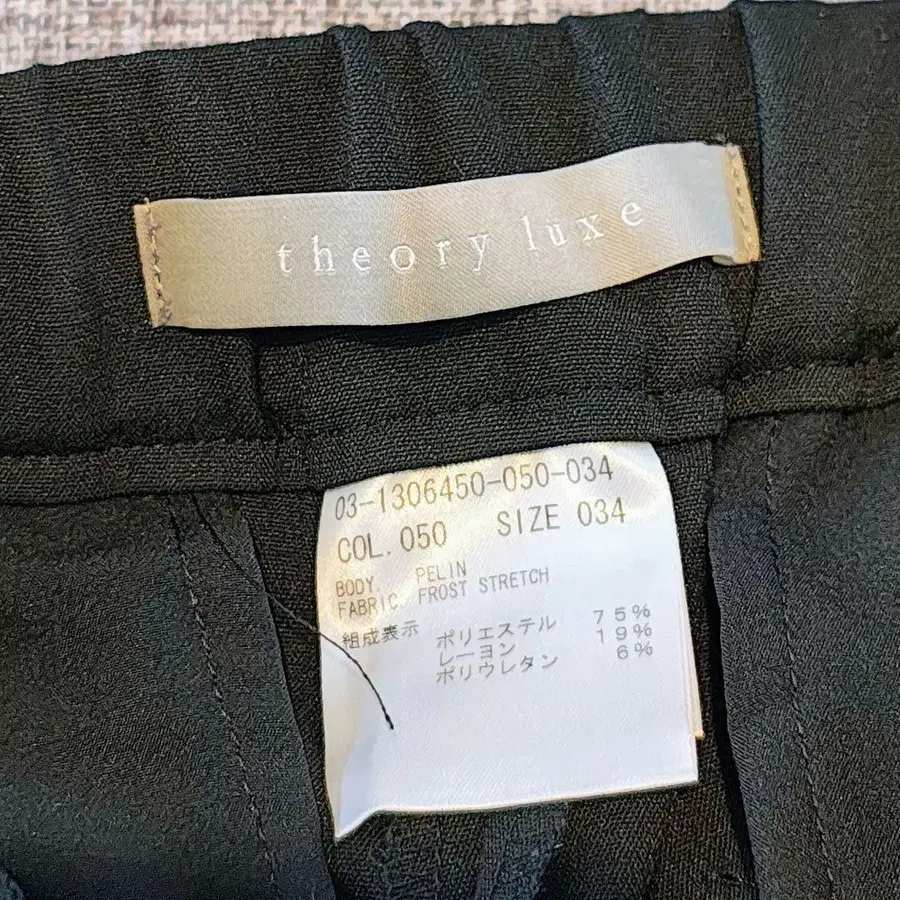 theory luxe
03-1306450-050-034
COL. 050 SIZE 034
BODY. PELIN
FABRIC. FROST STRETCH
組成表示 ポリエステル 75%
レーヨン 19%
ポリウレタン 6%